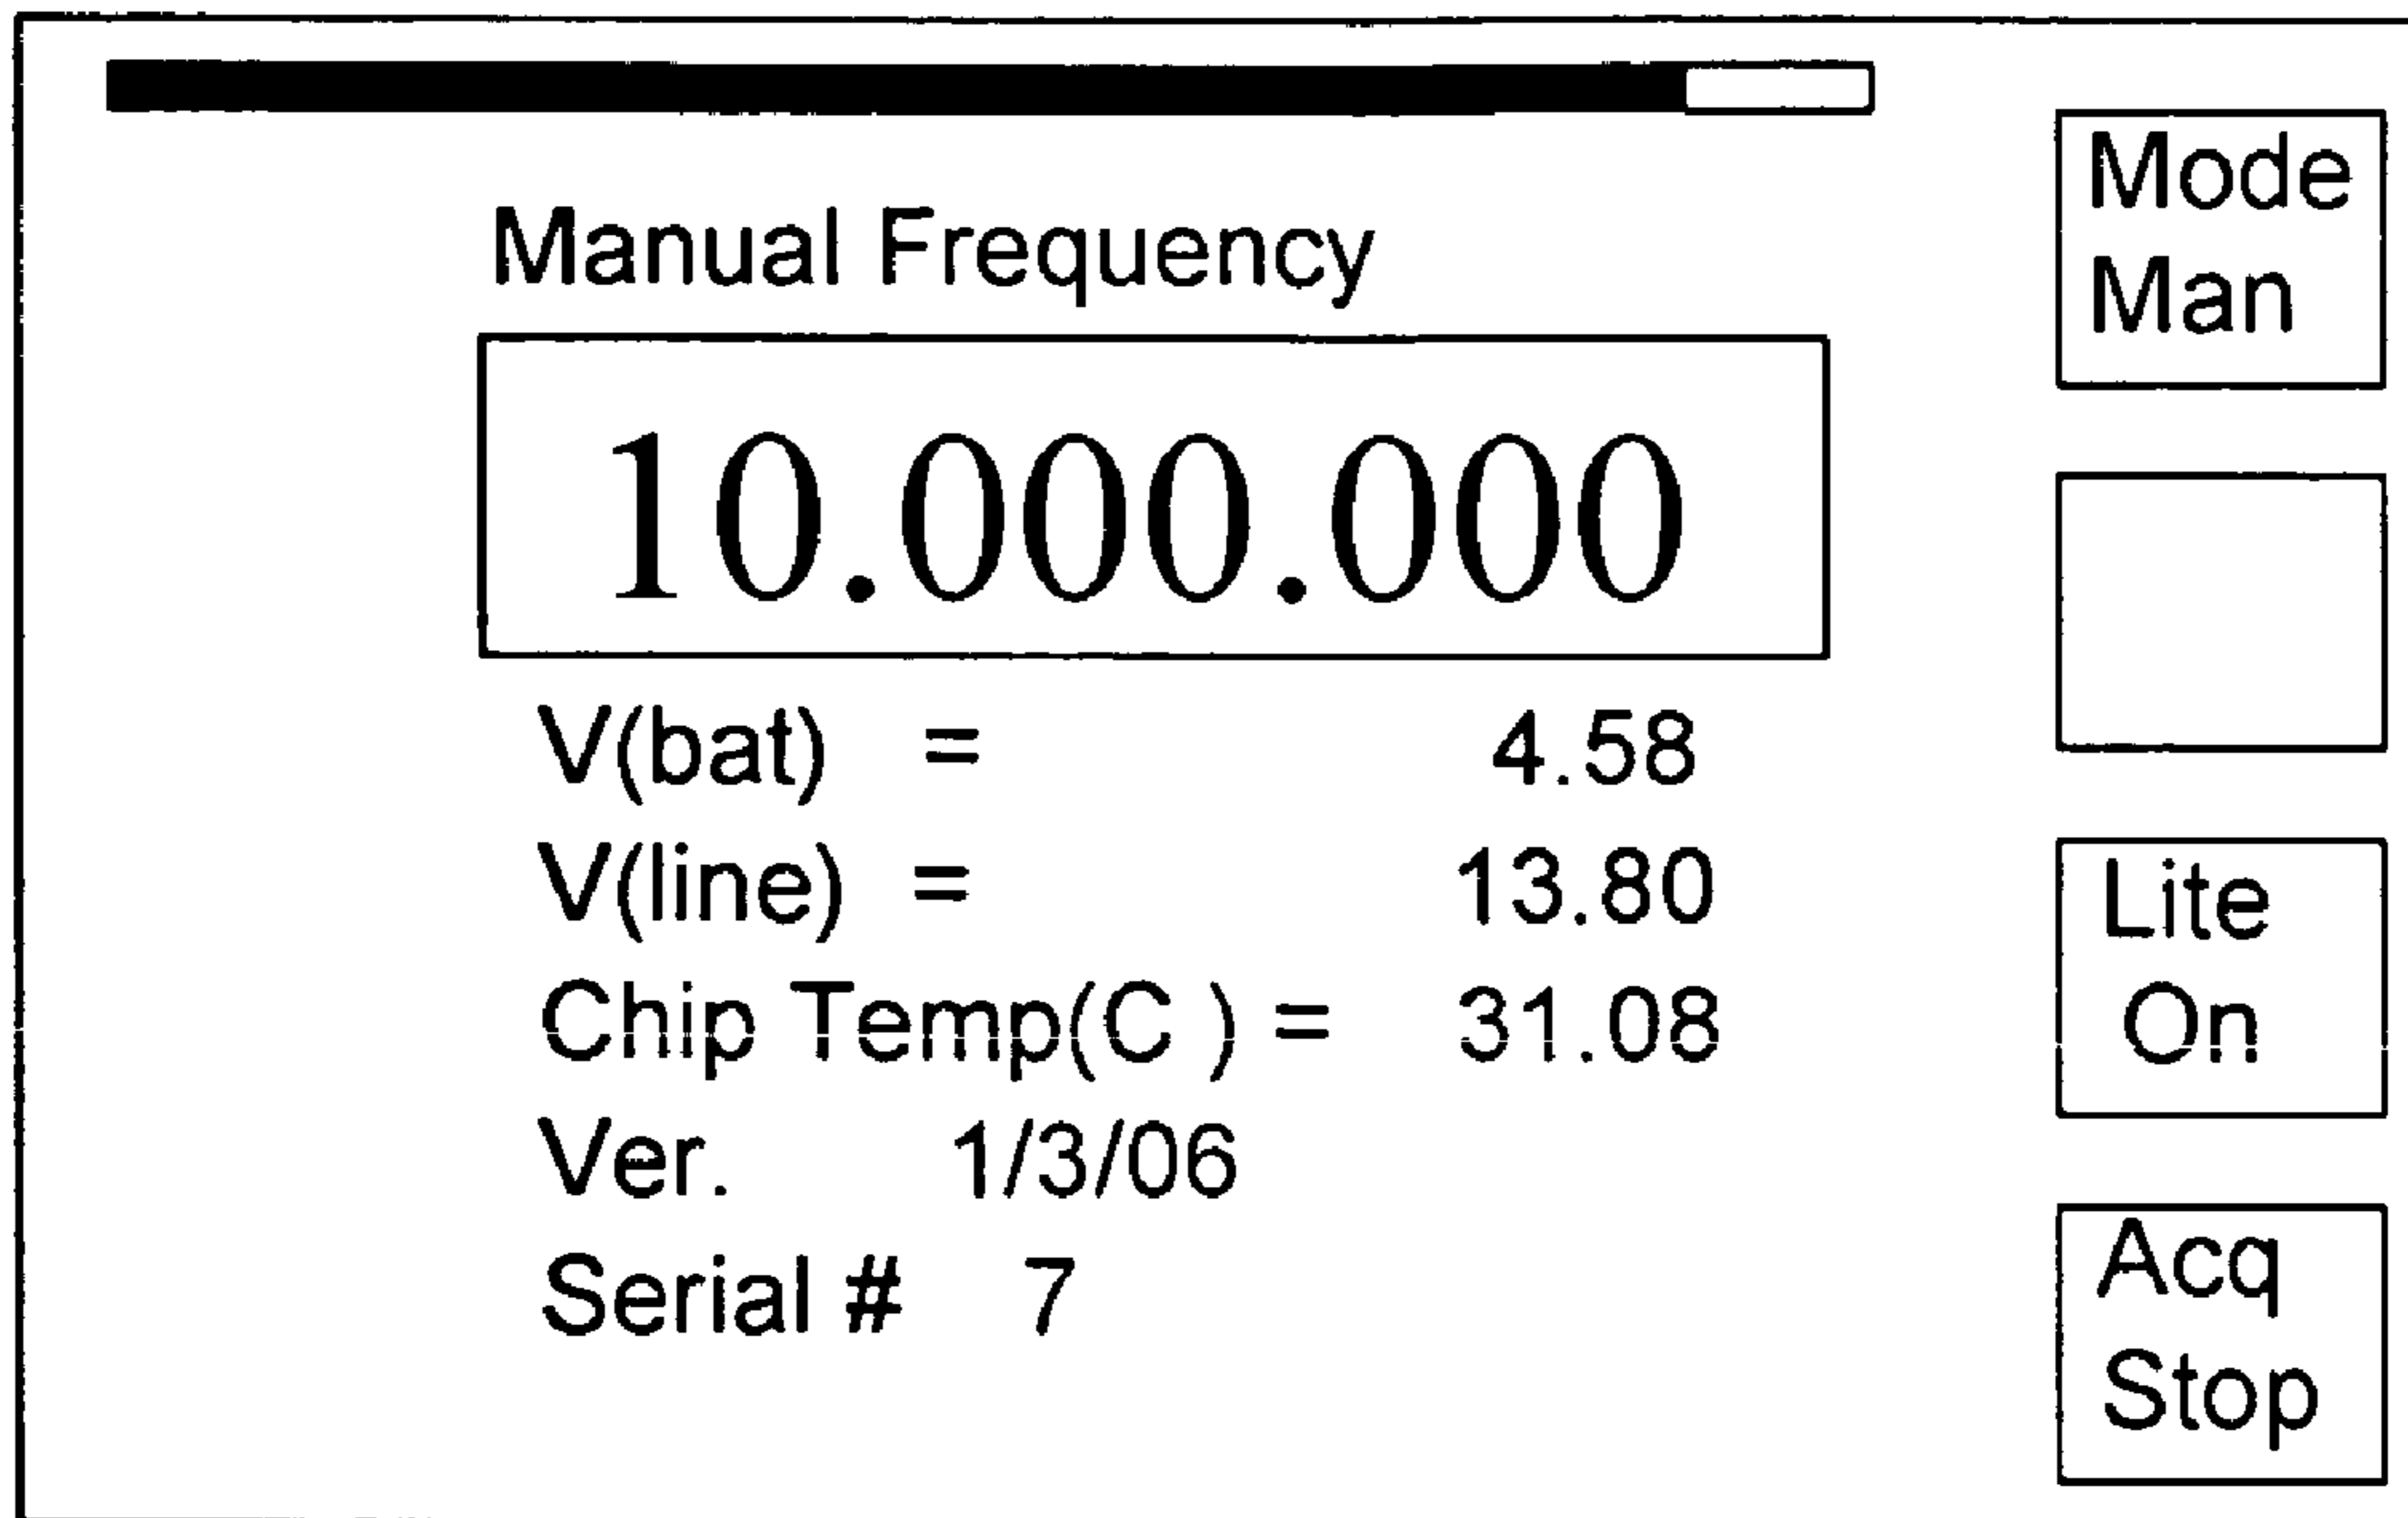 Manual Frequency
10.000.000
V(bat) = 4.58
V(line) = 13.80
Chip Temp(C ) = 31.08
Ver. 1/3/06
Serial # 7
Mode
Man
Lite
On
Acq
Stop